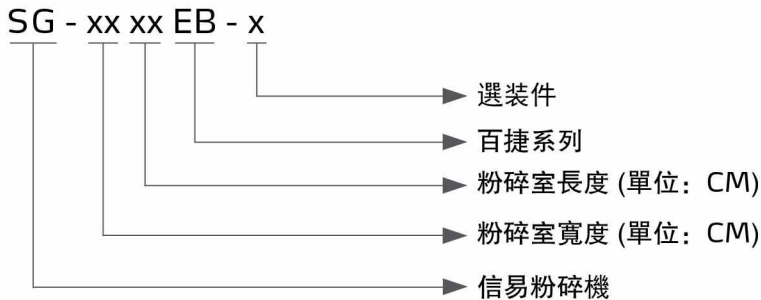 SG - xx xx EB - x
選装件
百捷系列
粉碎室長度 (單位：CM)
粉碎室寬度 (單位：CM)
信易粉碎機